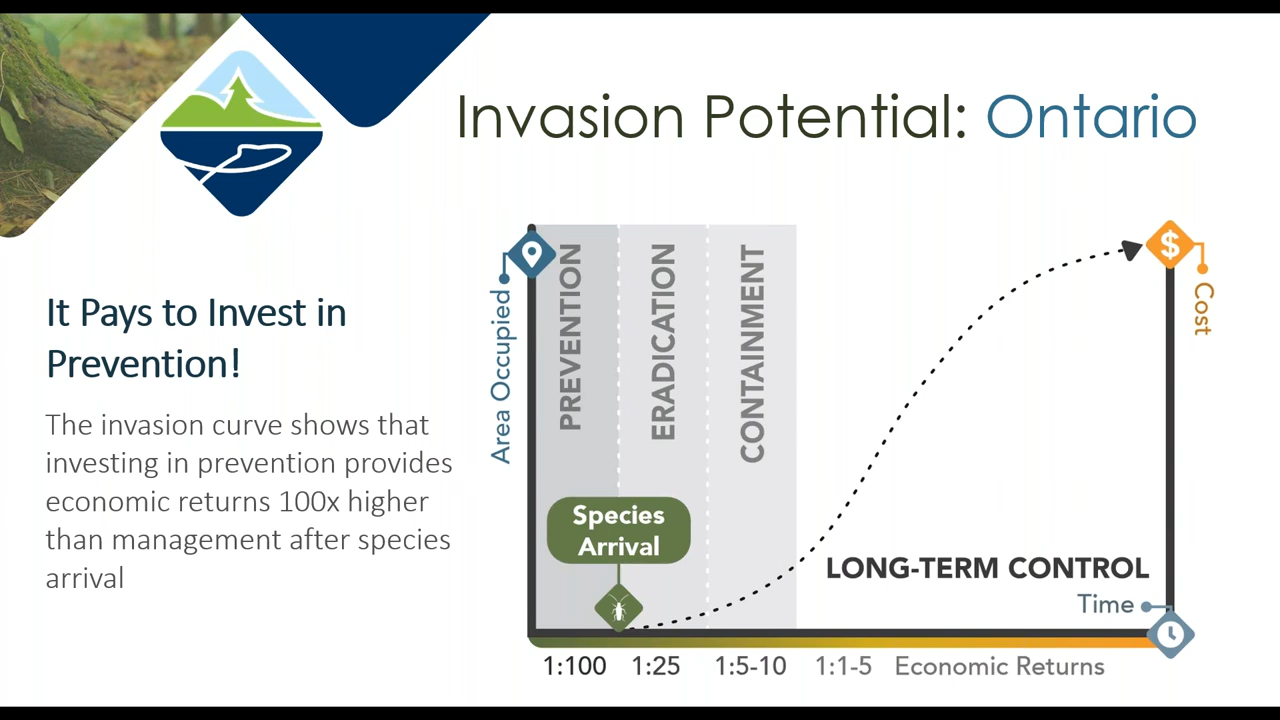 Invasion Potential: Ontario
It Pays to Invest in
Prevention!
The invasion curve shows that
investing in prevention provides
economic returns 100x higher
than management after species
arrival
Area Occupied
PREVENTION
ERADICATION
CONTAINMENT
$
Cost
Species
Arrival
LONG-TERM CONTROL
Time
1:100 1:25 1:5-10 1:1-5 Economic Returns